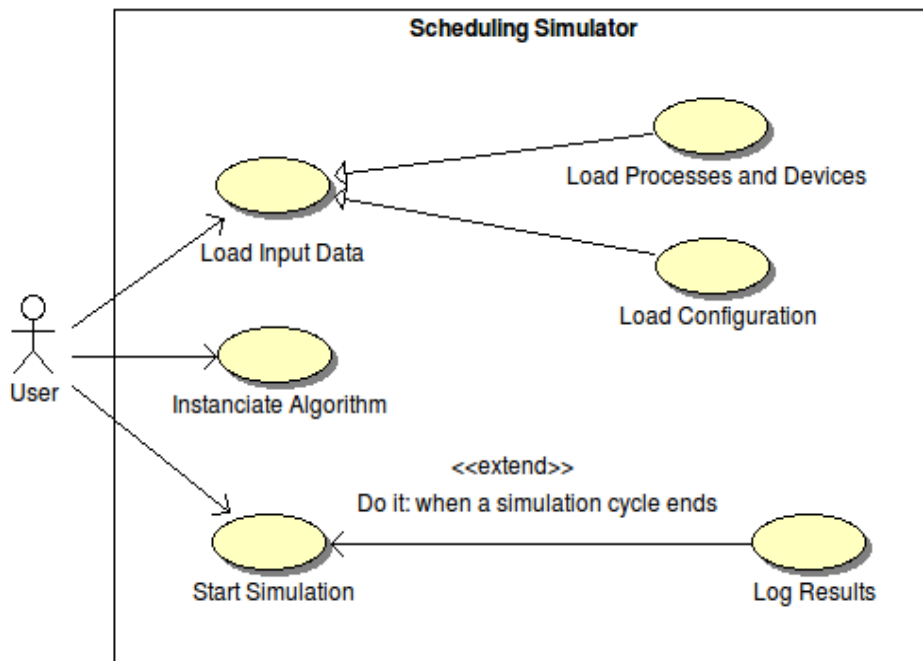 Scheduling Simulator
Load Processes and Devices
Load Input Data
Load Configuration
User
Instanciate Algorithm
<<extend>>
Do it: when a simulation cycle ends
Start Simulation
Log Results